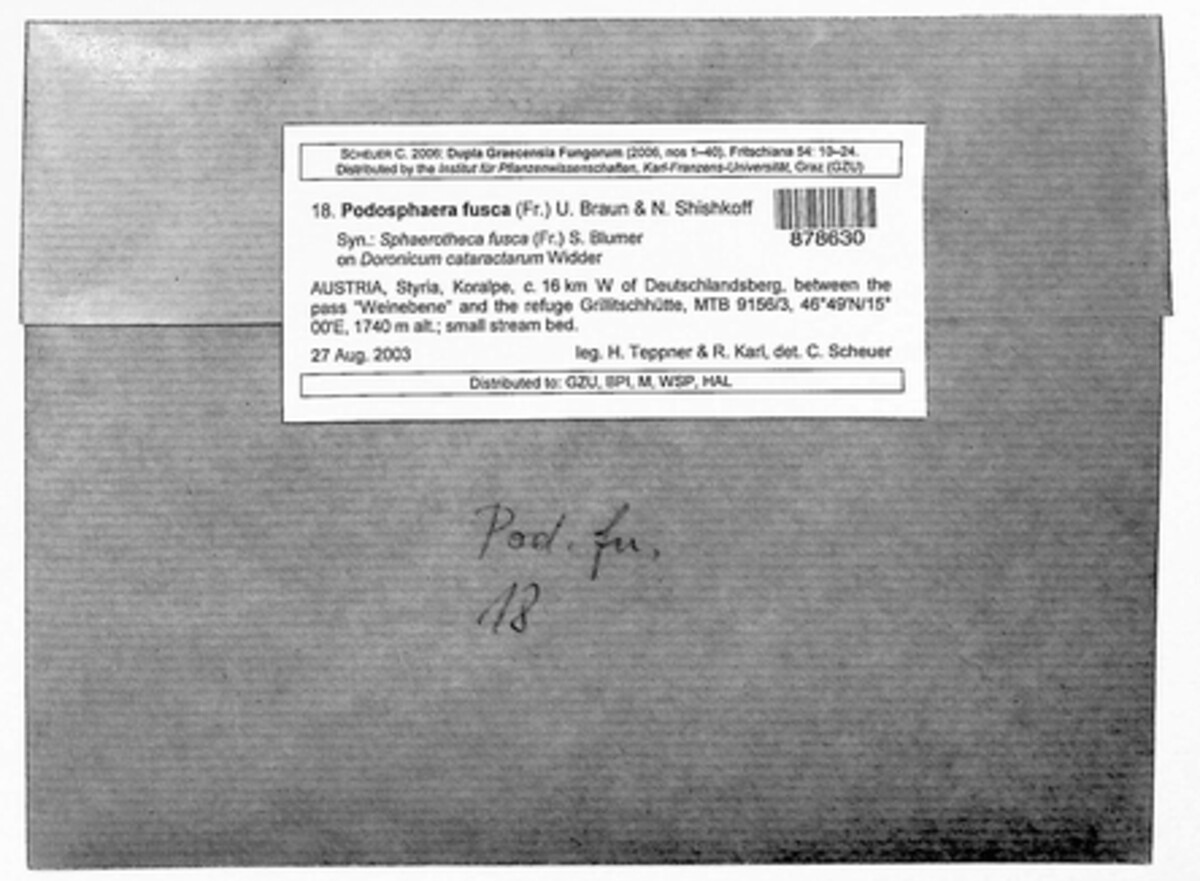 SCHEUER C. 2006: Dupla Graecensia Fungorum (2006, nos 1–40). Fritschiana 54: 13–24.
Distributed by the Institut für Pflanzenwissenschaften, Karl-Franzens-Universität, Graz (GZU)
18. Podosphaera fusca (Fr.) U. Braun & N. Shishkoff
878630
Syn.: Sphaerotheca fusca (Fr.) S. Blumer
on Doronicum cataractarum Widder
AUSTRIA, Styria, Koralpe, c. 16 km W of Deutschlandsberg, between the
pass "Weinebene" and the refuge Grillitschhütte, MTB 9156/3, 46°49'N/15°
00'E, 1740 m alt.; small stream bed.
27 Aug. 2003 leg. H. Teppner & R. Karl, det. C. Scheuer
Distributed to: GZU, BPI, M, WSP, HAL
Pod. fu.
18